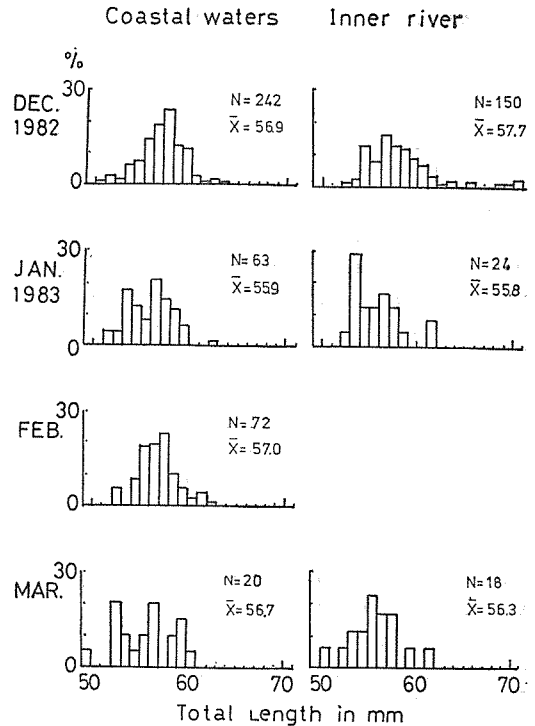 Coastal waters Inner river
%
30
DEC.
1982
0
N=242
X̄=56.9
N=150
X̄=57.7
30
JAN.
1983
0
N=63
X̄=55.9
N=24
X̄=55.8
30
FEB.
0
N=72
X̄=57.0
30
MAR.
0
N=20
X̄=56.7
N=18
X̄=56.3
50 60 70 50 60 70
Total Length in mm